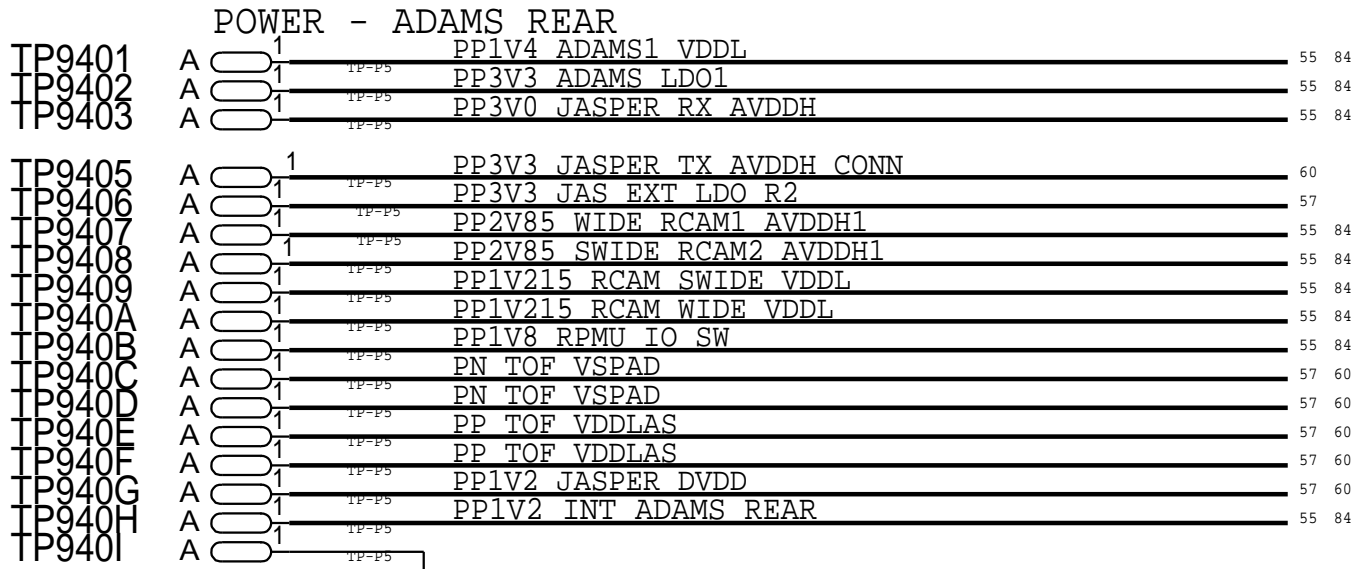 POWER - ADAMS REAR
TP9401 A 1 TP-P5 PP1V4 ADAMS1 VDDL 55 84
TP9402 A 1 TP-P5 PP3V3 ADAMS LDO1 55 84
TP9403 A 1 TP-P5 PP3V0 JASPER RX AVDDH 55 84
TP9405 A 1 TP-P5 PP3V3 JASPER TX AVDDH CONN 60
TP9406 A 1 TP-P5 PP3V3 JAS EXT LDO R2 57
TP9407 A 1 TP-P5 PP2V85 WIDE RCAM1 AVDDH1 55 84
TP9408 A 1 TP-P5 PP2V85 SWIDE RCAM2 AVDDH1 55 84
TP9409 A 1 TP-P5 PP1V215 RCAM SWIDE VDDL 55 84
TP940A A 1 TP-P5 PP1V215 RCAM WIDE VDDL 55 84
TP940B A 1 TP-P5 PP1V8 RPMU IO SW 55 84
TP940C A 1 TP-P5 PN TOF VSPAD 57 60
TP940D A 1 TP-P5 PN TOF VSPAD 57 60
TP940E A 1 TP-P5 PP TOF VDDLAS 57 60
TP940F A 1 TP-P5 PP TOF VDDLAS 57 60
TP940G A 1 TP-P5 PP1V2 JASPER DVDD 57 60
TP940H A 1 TP-P5 PP1V2 INT ADAMS REAR 55 84
TP940I A 1 TP-P5